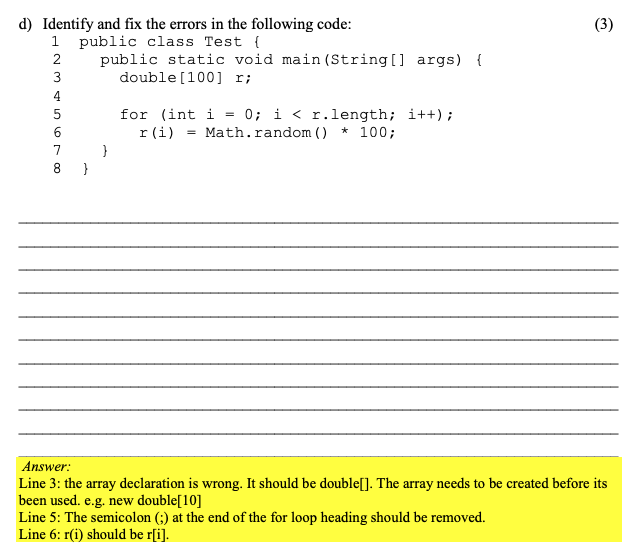 d) Identify and fix the errors in the following code: (3)
1 public class Test {
2 public static void main(String[] args) {
3 double[100] r;
4
5 for (int i = 0; i < r.length; i++);
6 r(i) = Math.random() * 100;
7 }
8 }
Answer:
Line 3: the array declaration is wrong. It should be double[]. The array needs to be created before its
been used. e.g. new double[10]
Line 5: The semicolon (;) at the end of the for loop heading should be removed.
Line 6: r(i) should be r[i].